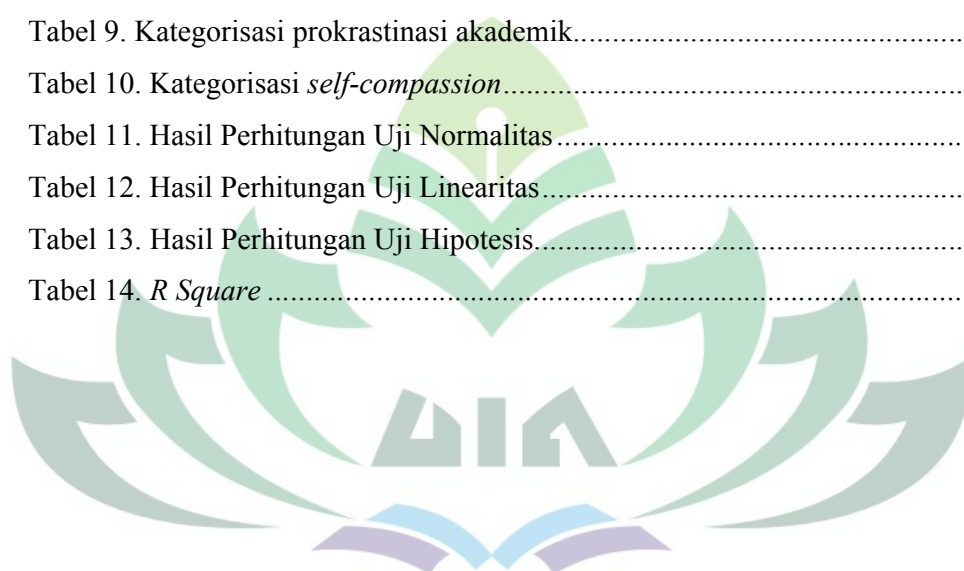 Tabel 9. Kategorisasi prokrastinasi akademik..............................................................
Tabel 10. Kategorisasi self-compassion........................................................................
Tabel 11. Hasil Perhitungan Uji Normalitas................................................................
Tabel 12. Hasil Perhitungan Uji Linearitas..................................................................
Tabel 13. Hasil Perhitungan Uji Hipotesis...................................................................
Tabel 14. R Square .......................................................................................................
UIA